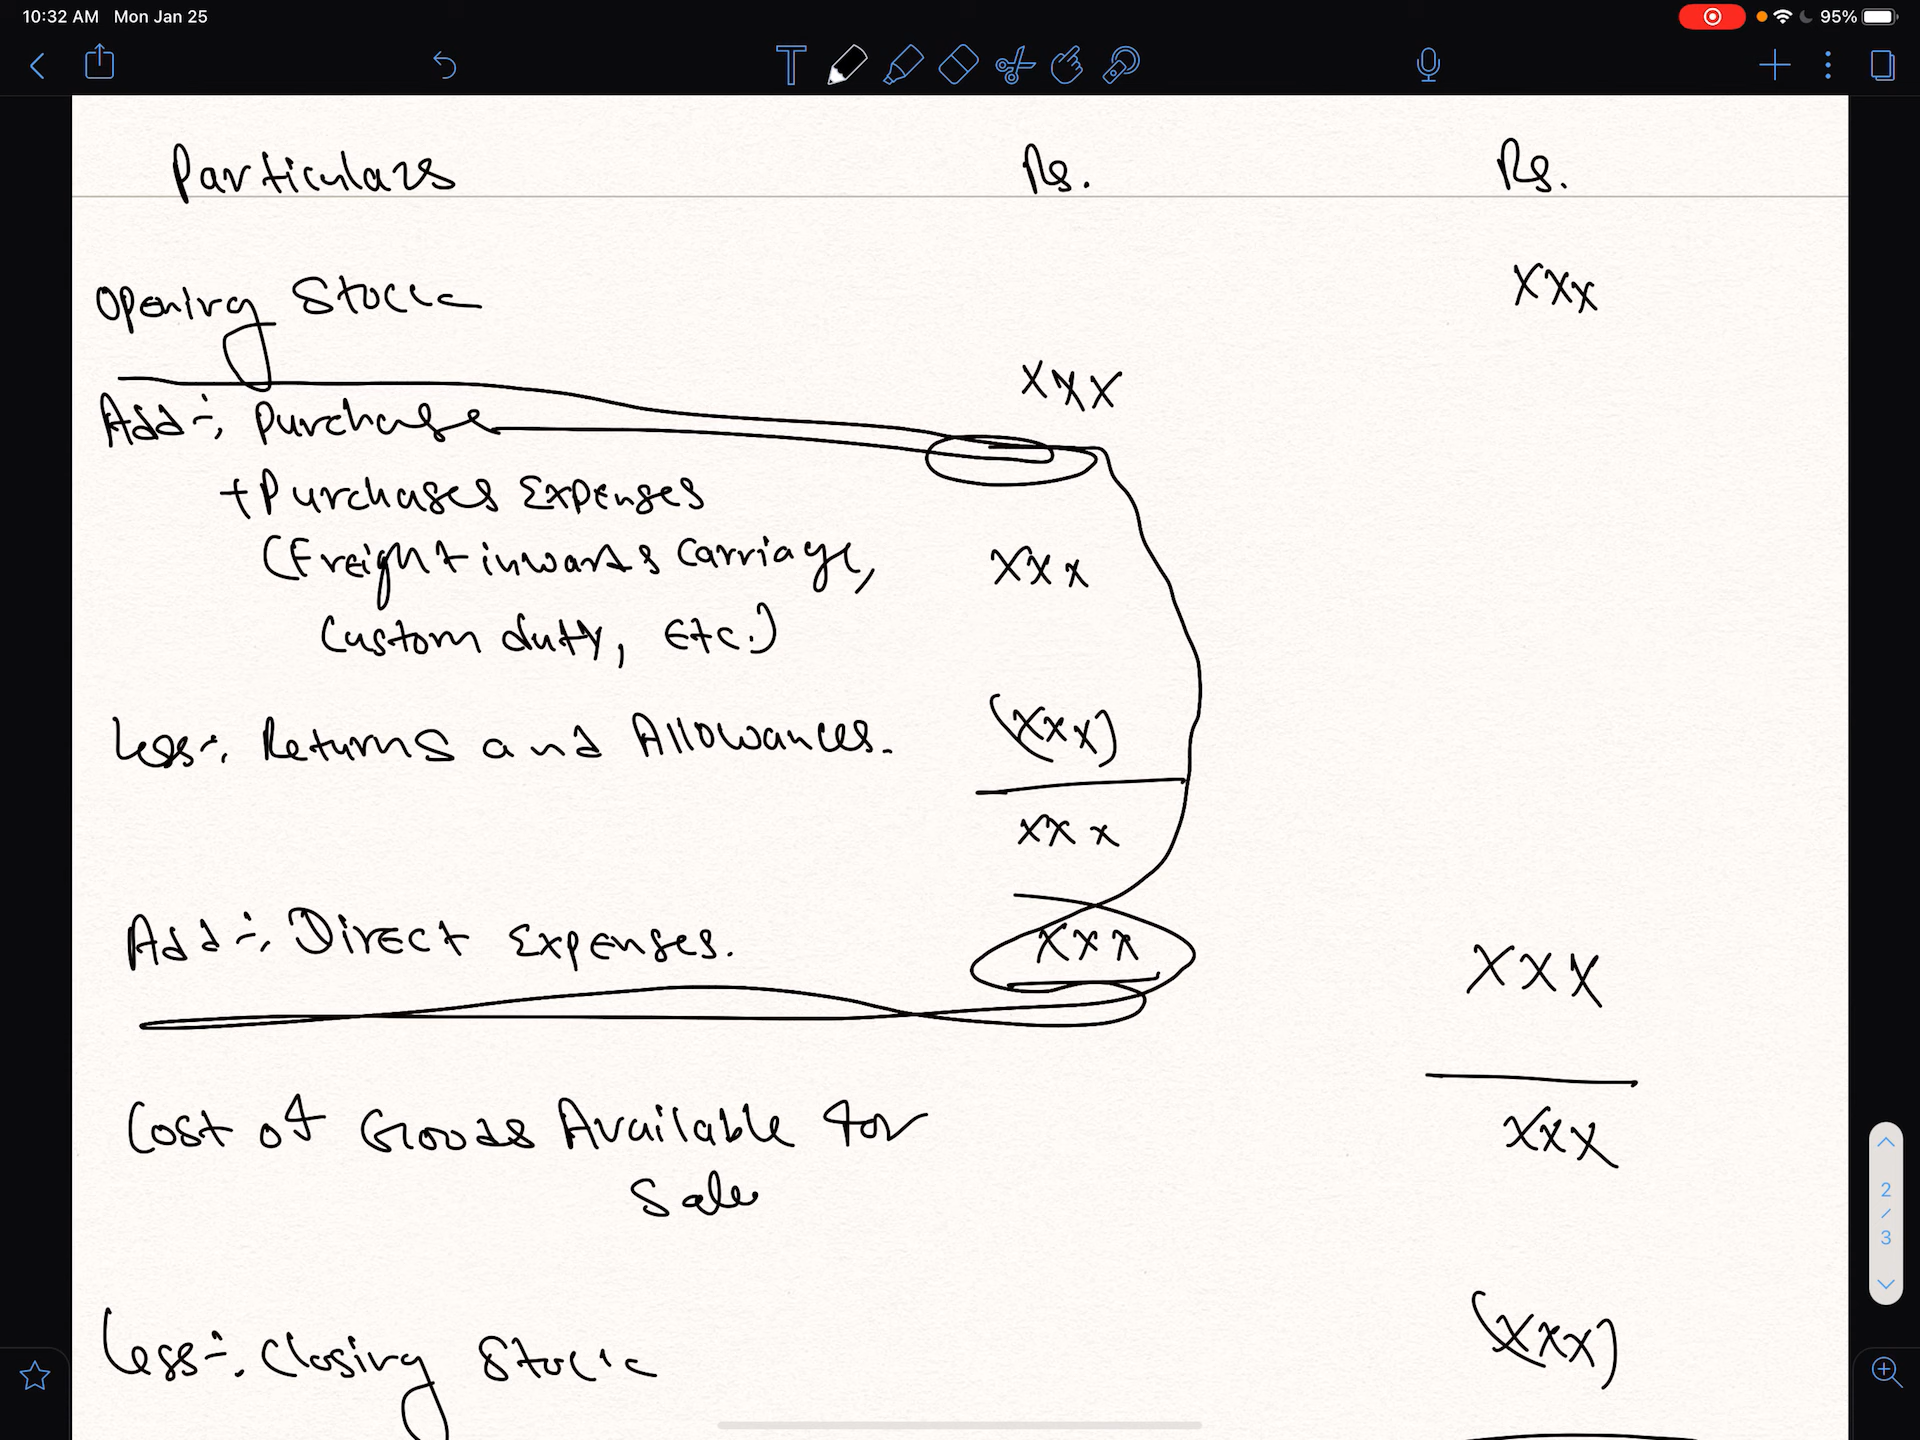 10:32 AM Mon Jan 25 95%
Particulars Rs. Rs.
Opening Stock xxx
Add:- Purchase xxx
+ Purchases Expenses
(Freight inwards Carriage, xxx
Custom duty, Etc.)
Less:- Returns and Allowances. (xxx)
xxx
Add:- Direct Expenses. xxx xxx
Cost of Goods Available for xxx
Sale
Less:- Closing Stock (xxx)
2
/
3